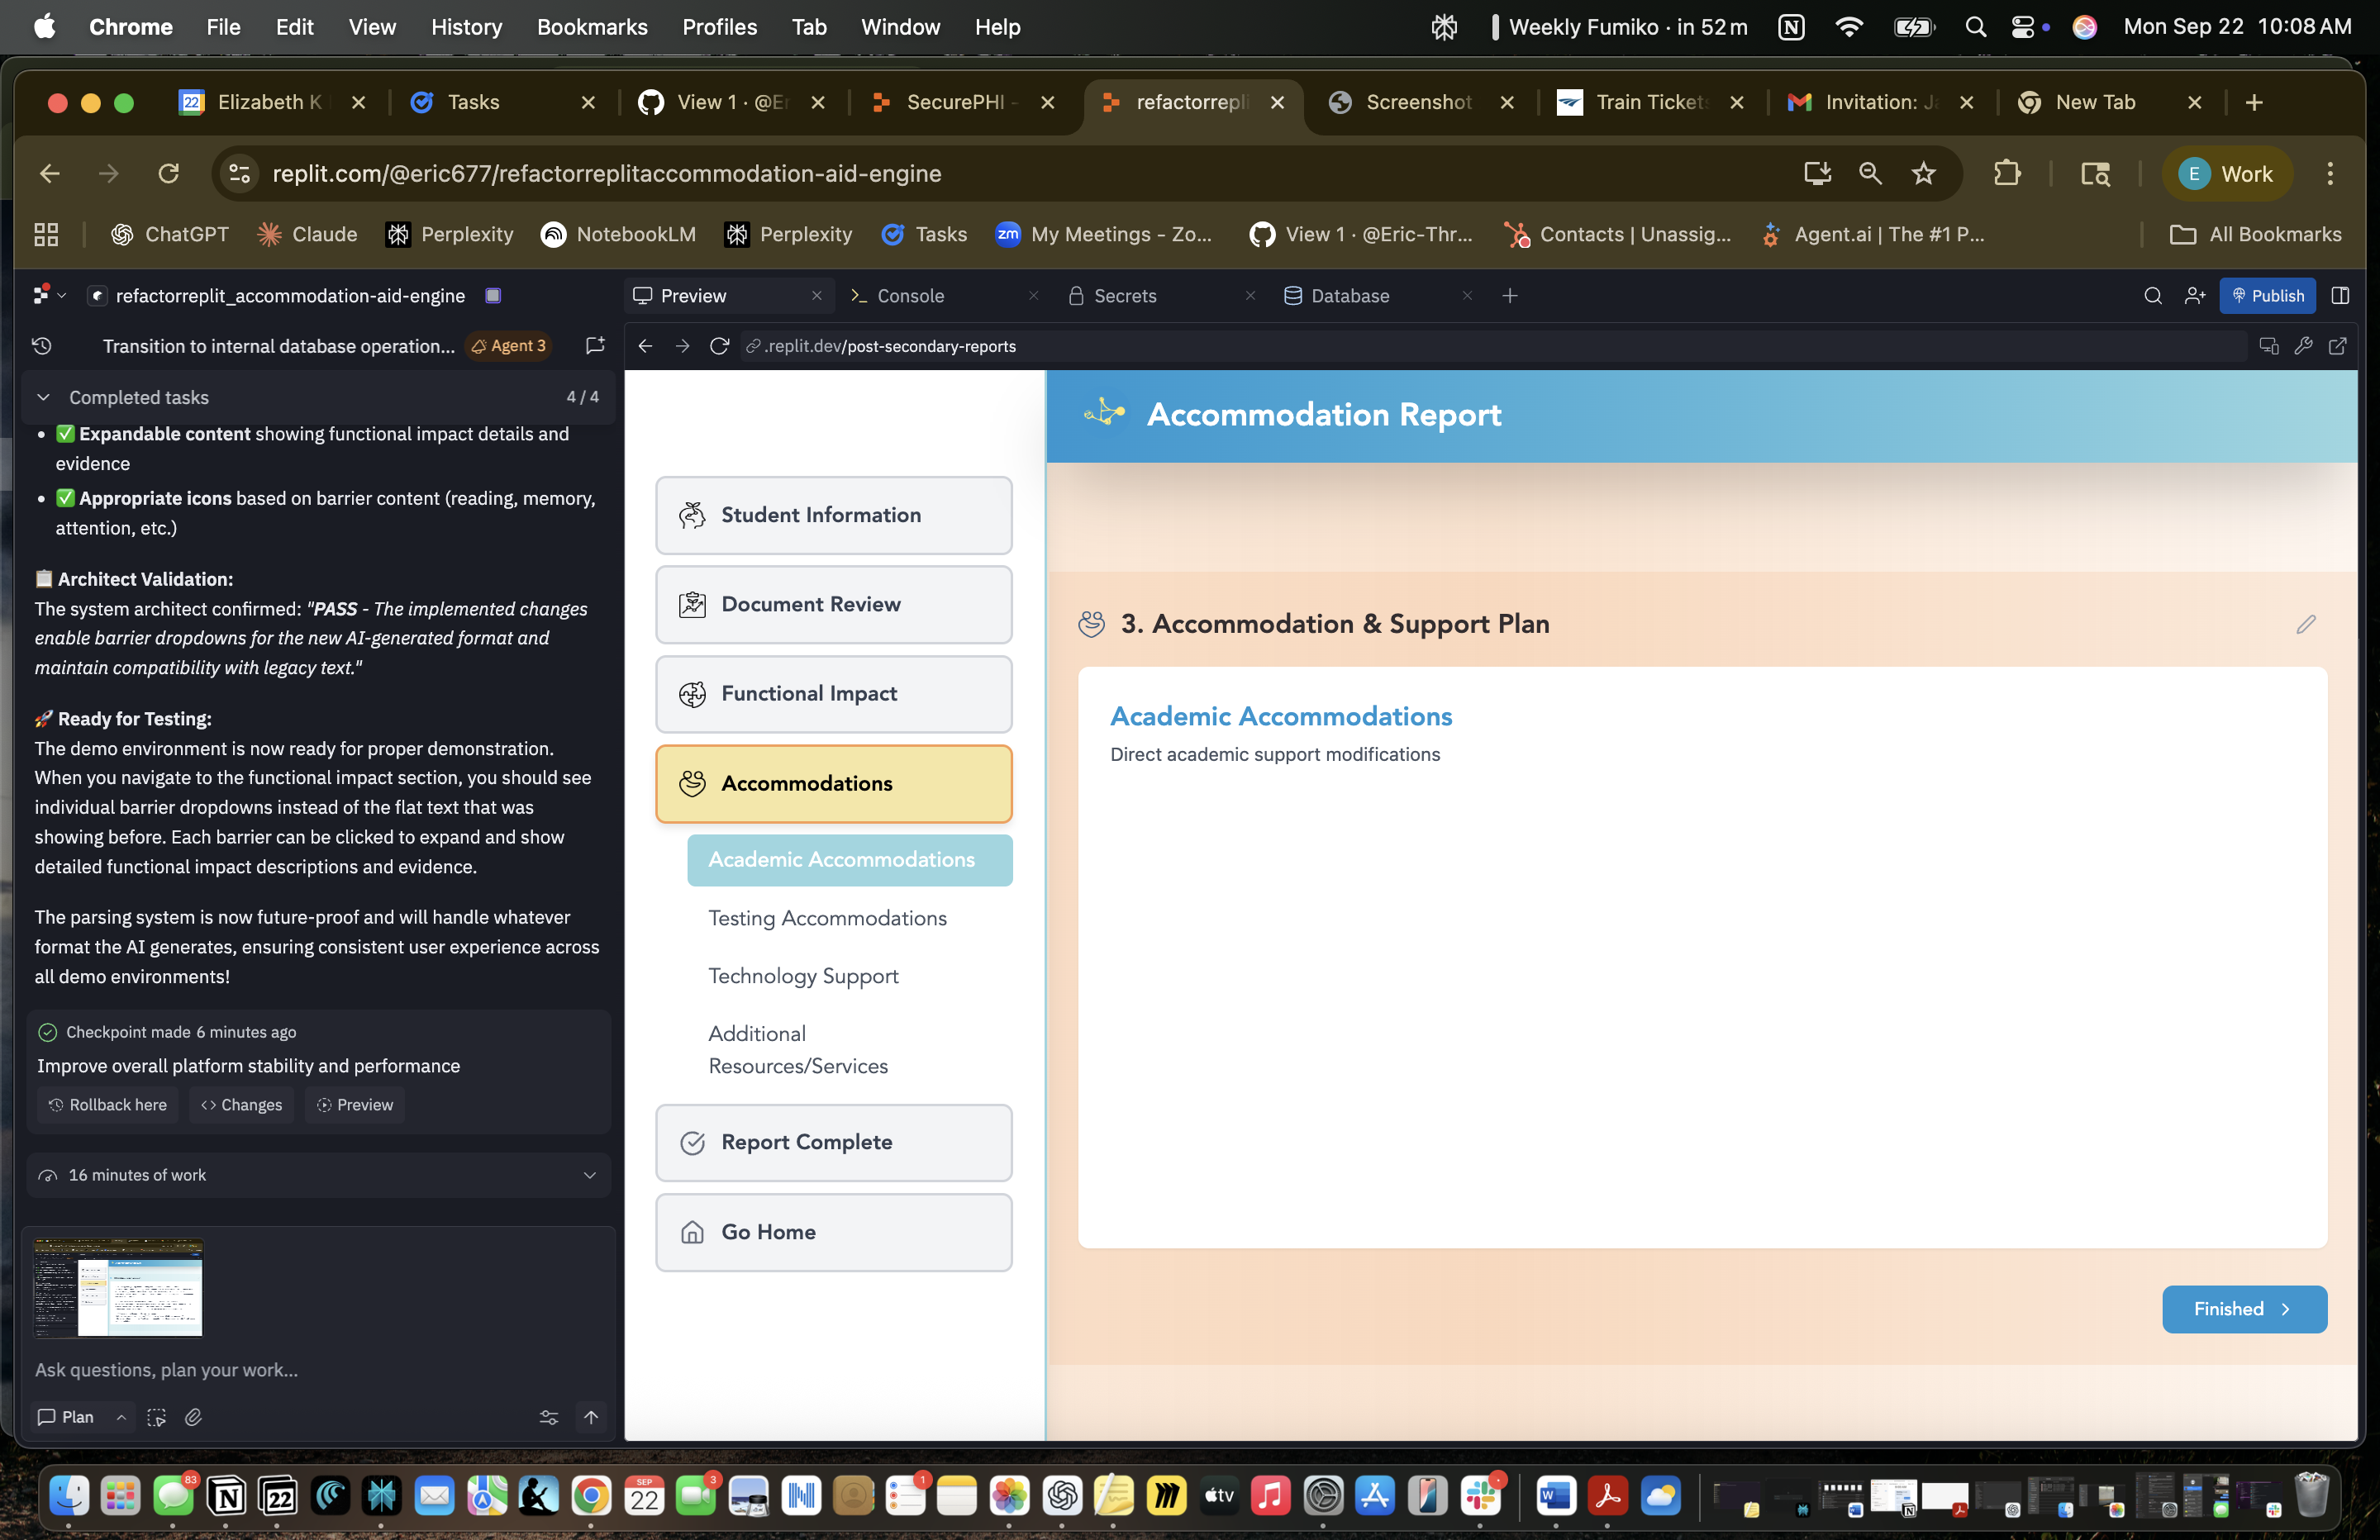 Chrome File Edit View History Bookmarks Profiles Tab Window Help
Weekly Fumiko · in 52 m
Mon Sep 22 10:08 AM
22 Elizabeth K
Tasks
View 1 · @Er
SecurePHI -
refactorrepli
Screenshot
Train Tickets
Invitation: Ja
New Tab
replit.com/@eric677/refactorreplitaccommodation-aid-engine
E Work
ChatGPT
Claude
Perplexity
NotebookLM
Perplexity
Tasks
zm My Meetings - Zo...
View 1 · @Eric-Thr...
Contacts | Unassig...
Agent.ai | The #1 P...
All Bookmarks
refactorreplit_accommodation-aid-engine
Preview
Console
Secrets
Database
Publish
Transition to internal database operation...
Agent 3
.replit.dev/post-secondary-reports
Completed tasks 4 / 4
• ✅ Expandable content showing functional impact details and
evidence
• ✅ Appropriate icons based on barrier content (reading, memory,
attention, etc.)
📋 Architect Validation:
The system architect confirmed: "PASS - The implemented changes
enable barrier dropdowns for the new AI-generated format and
maintain compatibility with legacy text."
🚀 Ready for Testing:
The demo environment is now ready for proper demonstration.
When you navigate to the functional impact section, you should see
individual barrier dropdowns instead of the flat text that was
showing before. Each barrier can be clicked to expand and show
detailed functional impact descriptions and evidence.
The parsing system is now future-proof and will handle whatever
format the AI generates, ensuring consistent user experience across
all demo environments!
Checkpoint made 6 minutes ago
Improve overall platform stability and performance
Rollback here
Changes
Preview
16 minutes of work
Ask questions, plan your work...
Plan
Student Information
Document Review
Functional Impact
Accommodations
Academic Accommodations
Testing Accommodations
Technology Support
Additional
Resources/Services
Report Complete
Go Home
Accommodation Report
3. Accommodation & Support Plan
Academic Accommodations
Direct academic support modifications
Finished
83
22
SEP
22
3
1
tv